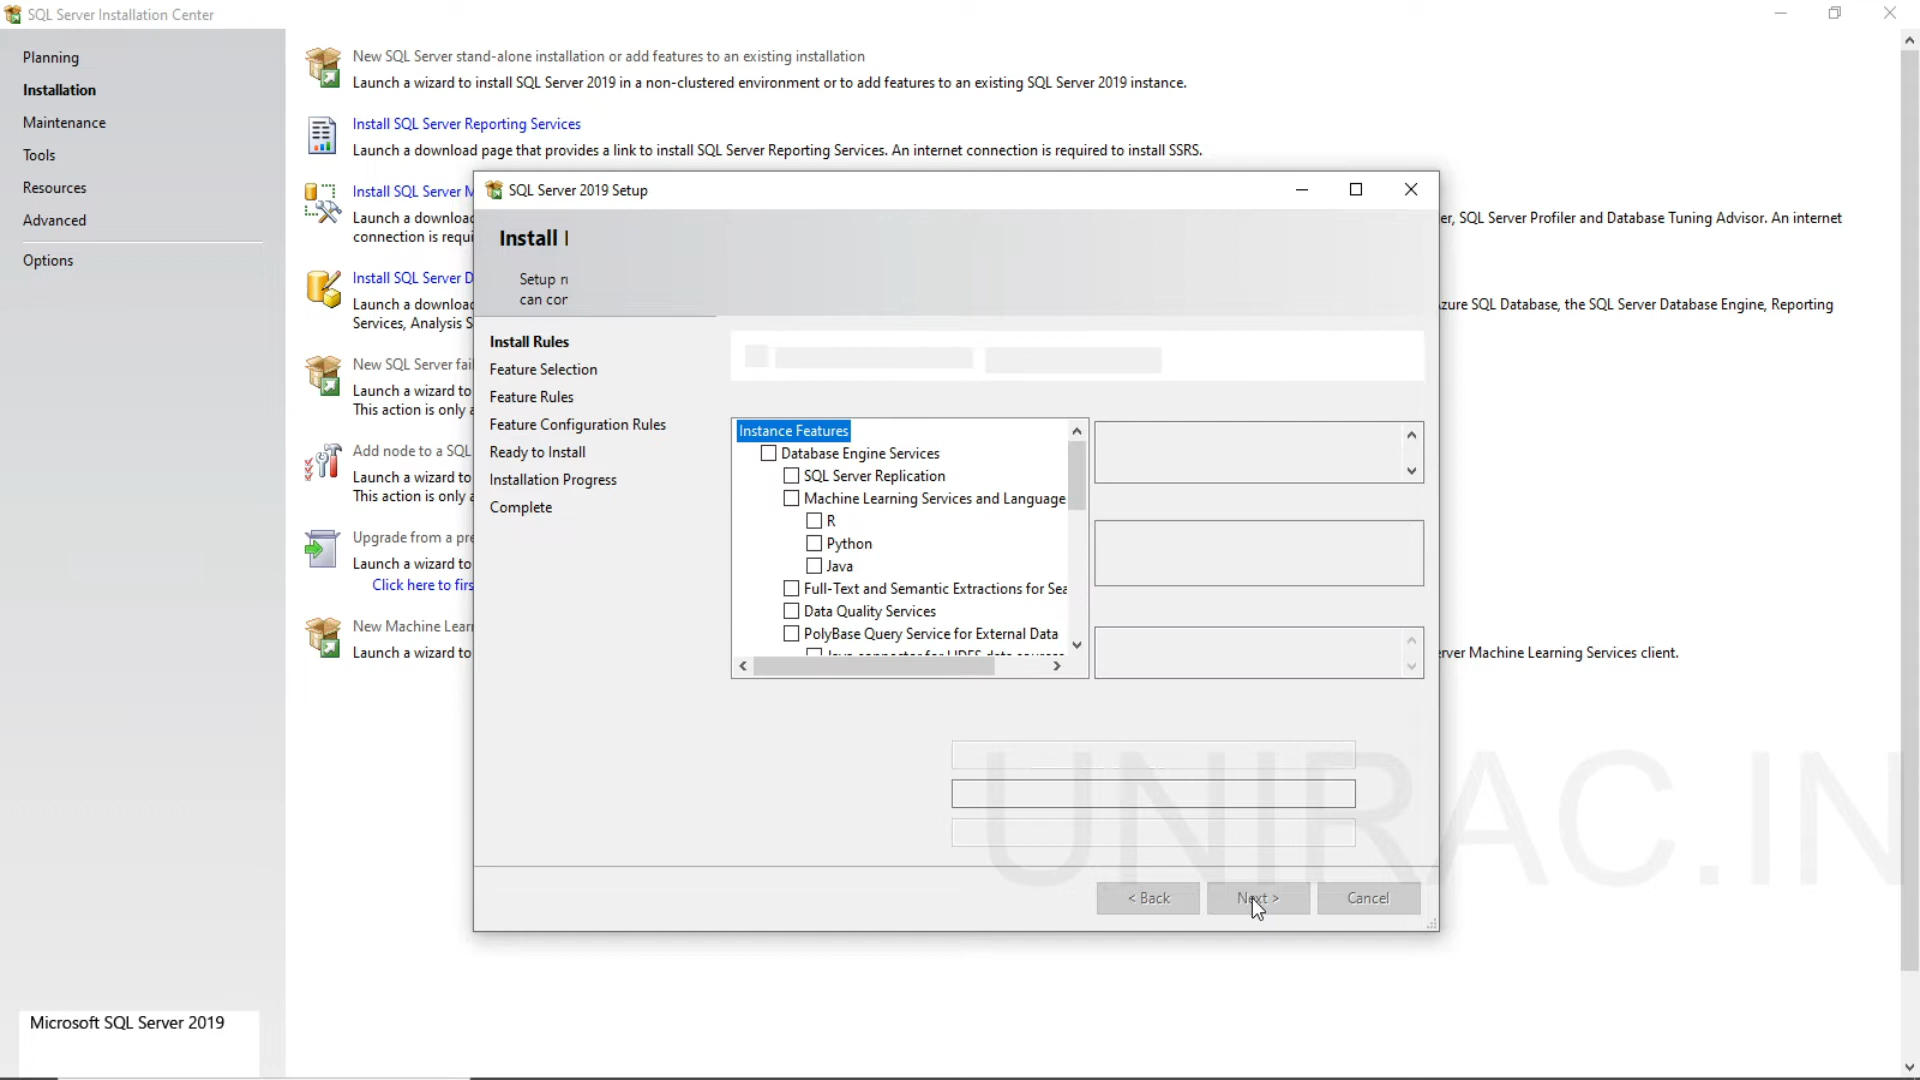 SQL Server Installation Center
Planning
Installation
Maintenance
Tools
Resources
Advanced
Options
New SQL Server stand-alone installation or add features to an existing installation
Launch a wizard to install SQL Server 2019 in a non-clustered environment or to add features to an existing SQL Server 2019 instance.
Install SQL Server Reporting Services
Launch a download page that provides a link to install SQL Server Reporting Services. An internet connection is required to install SSRS.
Install SQL Server M
Launch a downloa
er, SQL Server Profiler and Database Tuning Advisor. An internet
connection is requi
Install SQL Server D
Launch a downloa
Azure SQL Database, the SQL Server Database Engine, Reporting
Services, Analysis S
New SQL Server fai
Launch a wizard to
This action is only a
Add node to a SQL
Launch a wizard to
This action is only a
Upgrade from a pre
Launch a wizard to
Click here to firs
New Machine Lear
Launch a wizard to
erver Machine Learning Services client.
SQL Server 2019 Setup
Install
Setup
can
Install Rules
Feature Selection
Feature Rules
Feature Configuration Rules
Ready to Install
Installation Progress
Complete
Instance Features
Database Engine Services
SQL Server Replication
Machine Learning Services and Language
R
Python
Java
Full-Text and Semantic Extractions for Sea
Data Quality Services
PolyBase Query Service for External Data
Java connector for HDFS data sources
< Back
Next >
Cancel
UNIRAC.IN
Microsoft SQL Server 2019